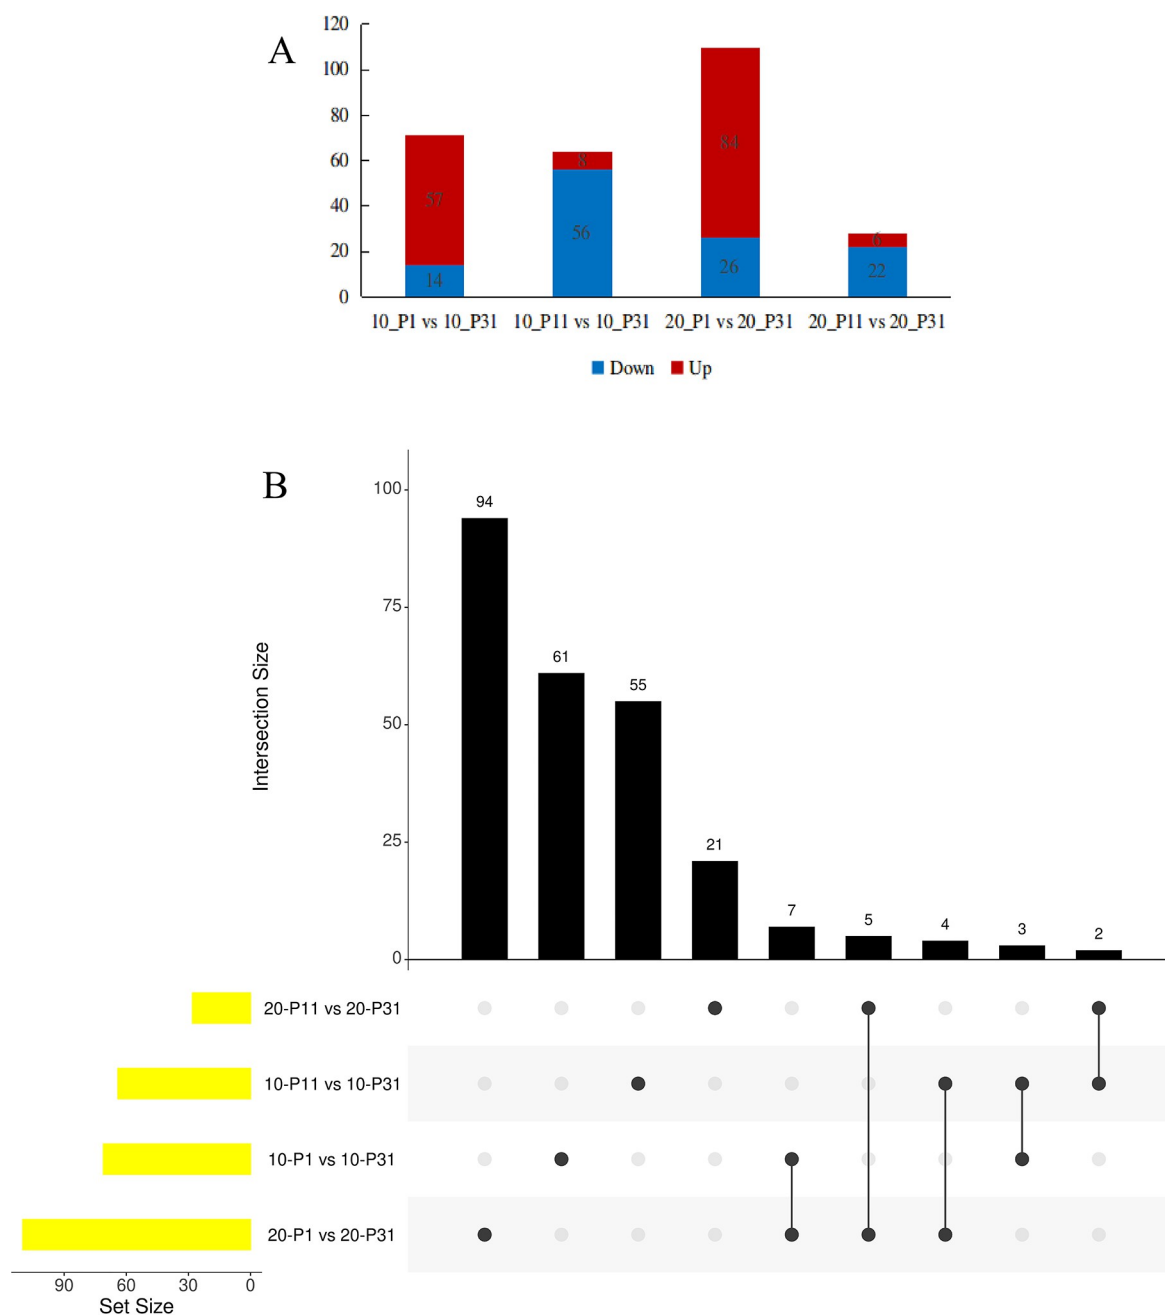 A
120
100
80
60
40
20
0
57
14
8
56
84
26
6
22
10_P1 vs 10_P31 10_P11 vs 10_P31 20_P1 vs 20_P31 20_P11 vs 20_P31
Down Up
B
Intersection Size
100
75
50
25
0
94
61
55
21
7
5
4
3
2
20-P11 vs 20-P31
10-P11 vs 10-P31
10-P1 vs 10-P31
20-P1 vs 20-P31
90 60 30 0
Set Size